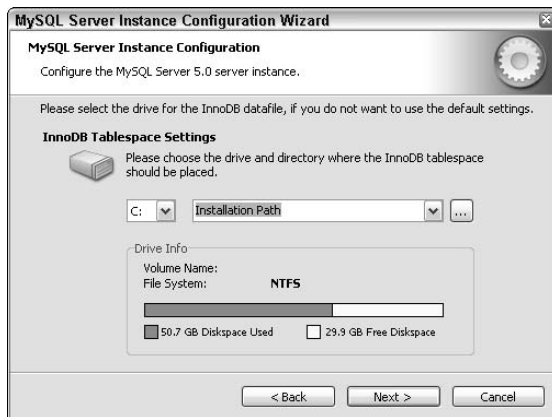 MySQL Server Instance Configuration Wizard
MySQL Server Instance Configuration
Configure the MySQL Server 5.0 server instance.
Please select the drive for the InnoDB datafile, if you do not want to use the default settings.
InnoDB Tablespace Settings
Please choose the drive and directory where the InnoDB tablespace
should be placed.
C: Installation Path ...
Drive Info
Volume Name:
File System: NTFS
50.7 GB Diskspace Used 29.9 GB Free Diskspace
< Back Next > Cancel